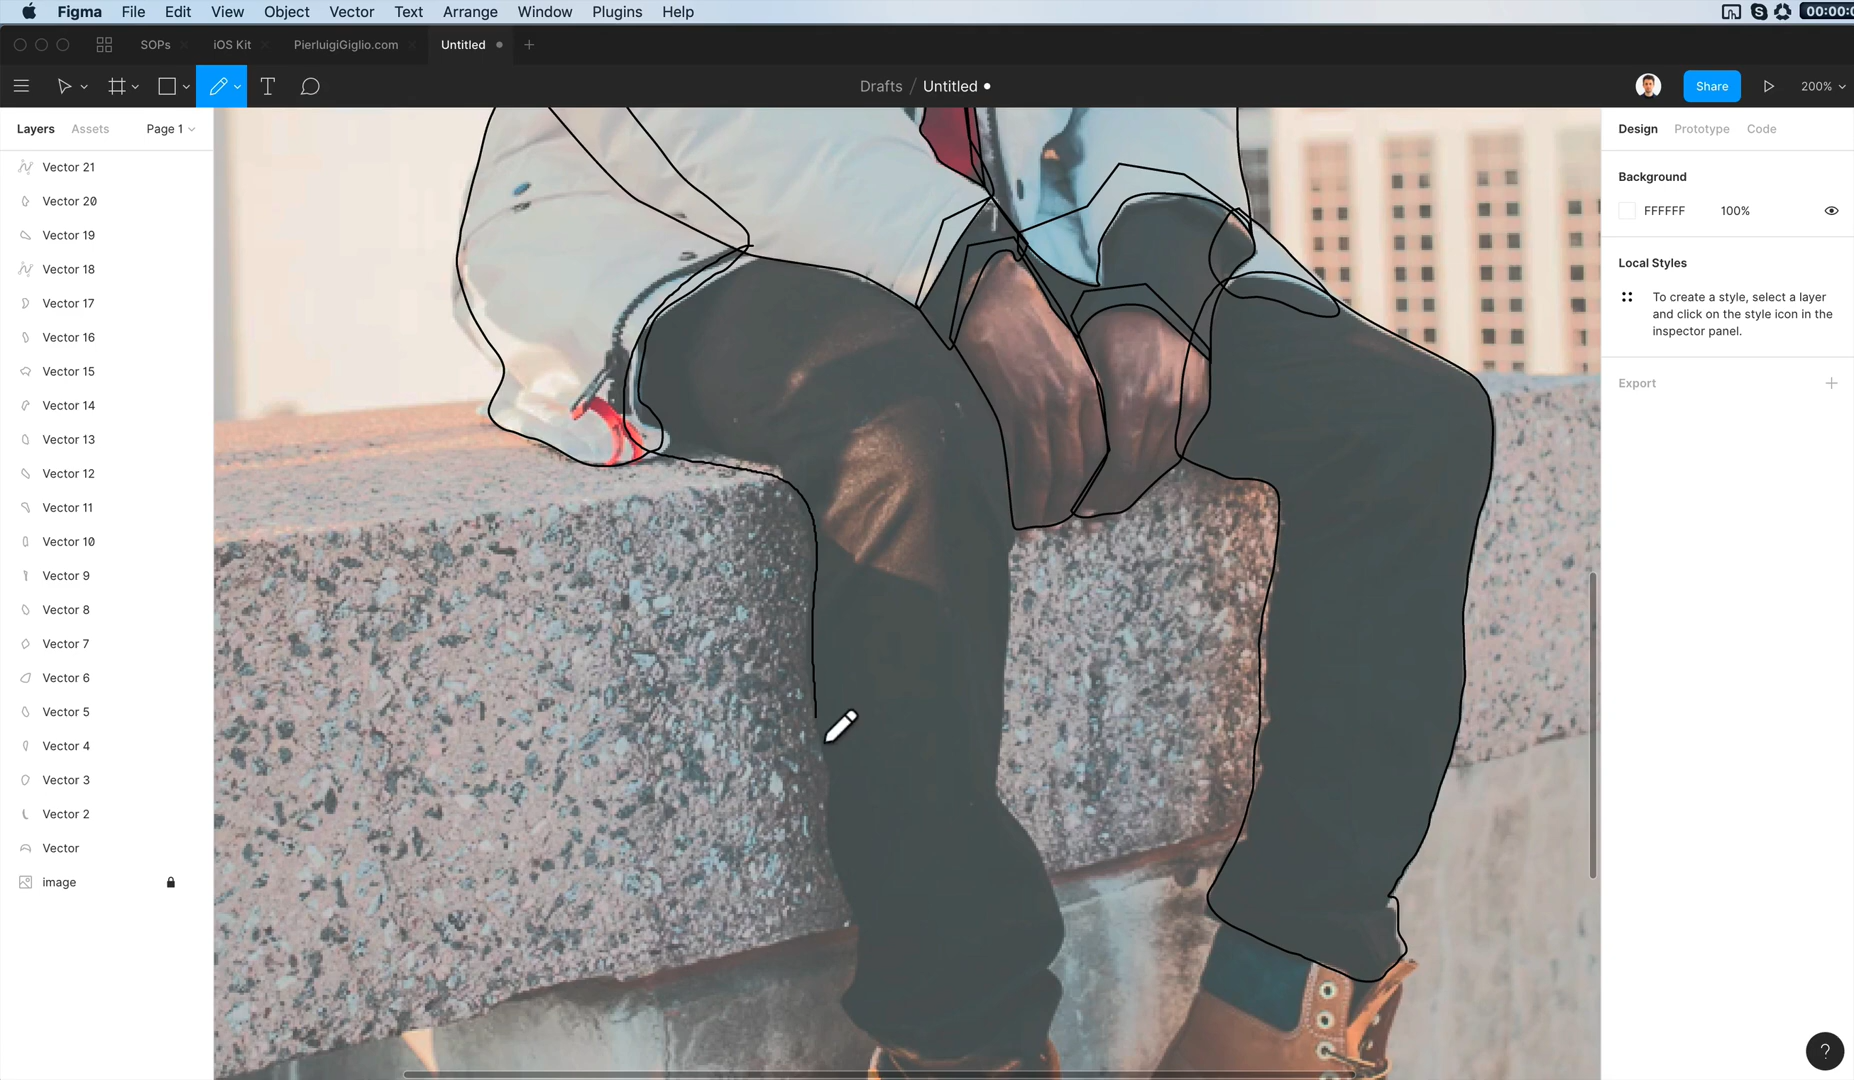 Figma File Edit View Object Vector Text Arrange Window Plugins Help
SOPs iOS Kit PierluigiGiglio.com Untitled
Drafts / Untitled Share 200%
Layers Assets Page 1
Vector 21
Vector 20
Vector 19
Vector 18
Vector 17
Vector 16
Vector 15
Vector 14
Vector 13
Vector 12
Vector 11
Vector 10
Vector 9
Vector 8
Vector 7
Vector 6
Vector 5
Vector 4
Vector 3
Vector 2
Vector
image
Design Prototype Code
Background
FFFFFF 100%
Local Styles
To create a style, select a layer
and click on the style icon in the
inspector panel.
Export
?